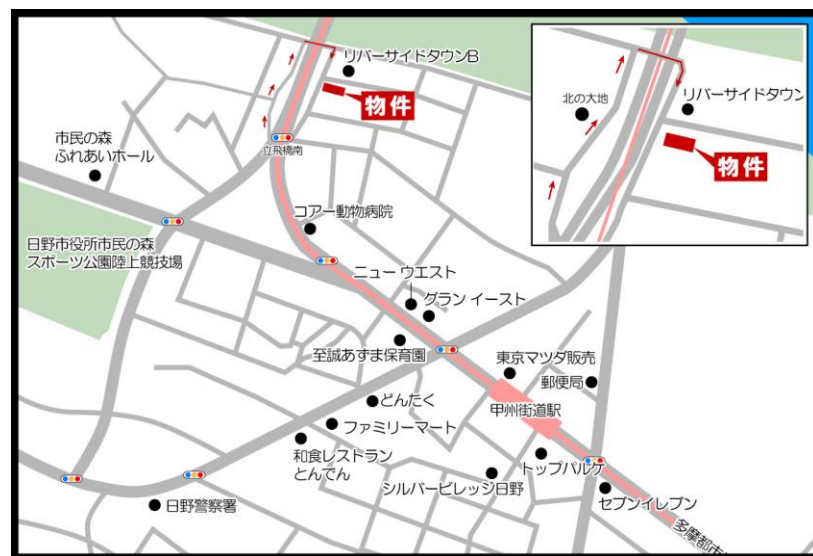 リバーサイドタウンB
物件
市民の森
ふれあいホール
立飛橋南
コアー動物病院
日野市役所市民の森
スポーツ公園陸上競技場
ニュー ウエスト
グラン イースト
至誠あずま保育園
東京マツダ販売
郵便局
甲州街道駅
どんたく
ファミリーマート
和食レストラン
とんでん
トップパルケ
シルバービレッジ日野
セブンイレブン
日野警察署
多摩都市
北の大地
リバーサイドタウン
物件